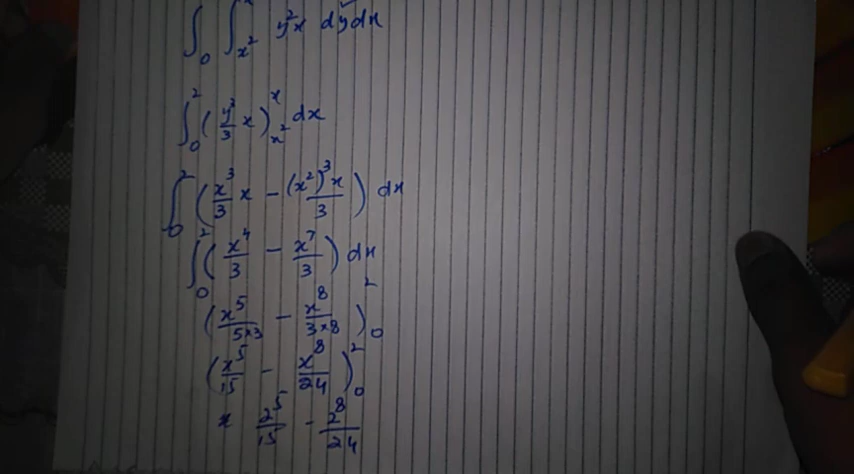 ∫₀ ∫ₓ² y²x dy dx
∫₀² (y³/3 x)ₓ²ˣ dx
∫₀² (x³/3 x − (x²)³x/3) dx
∫₀² (x⁴/3 − x⁷/3) dx
(x⁵/5×3 − x⁸/3×8)₀²
(x⁵/15 − x⁸/24)₀²
2⁵/15 − 2⁸/24